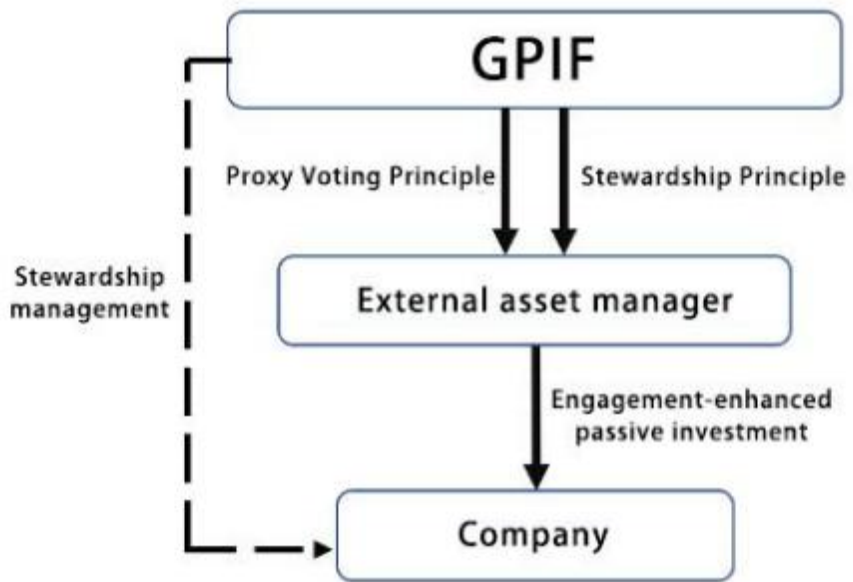 GPIF
Proxy Voting Principle
Stewardship Principle
Stewardship
management
External asset manager
Engagement-enhanced
passive investment
Company